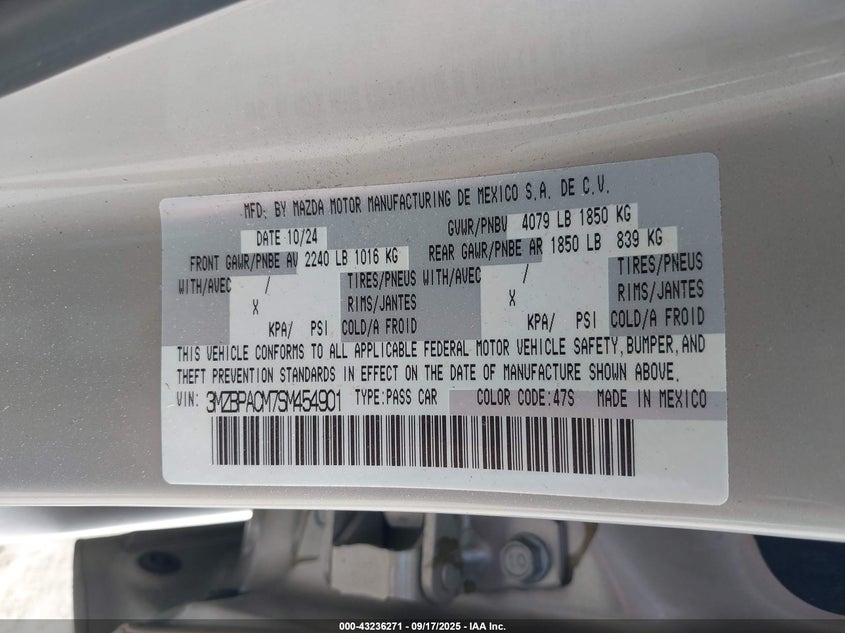 MFD. BY MAZDA MOTOR MANUFACTURING DE MEXICO S.A. DE C.V.
DATE 10/24 GVWR/PNBV 4079 LB 1850 KG
FRONT GAWR/PNBE AV 2240 LB 1016 KG REAR GAWR/PNBE AR 1850 LB 839 KG
WITH/AVEC / TIRES/PNEUS WITH/AVEC / TIRES/PNEUS
X RIMS/JANTES X RIMS/JANTES
KPA/ PSI COLD/A FROID KPA/ PSI COLD/A FROID
THIS VEHICLE CONFORMS TO ALL APPLICABLE FEDERAL MOTOR VEHICLE SAFETY, BUMPER, AND
THEFT PREVENTION STANDARDS IN EFFECT ON THE DATE OF MANUFACTURE SHOWN ABOVE.
VIN: 3MZBPACM7SM454901 TYPE:PASS CAR COLOR CODE:47S MADE IN MEXICO
000-43236271 - 09/17/2025 - IAA Inc.